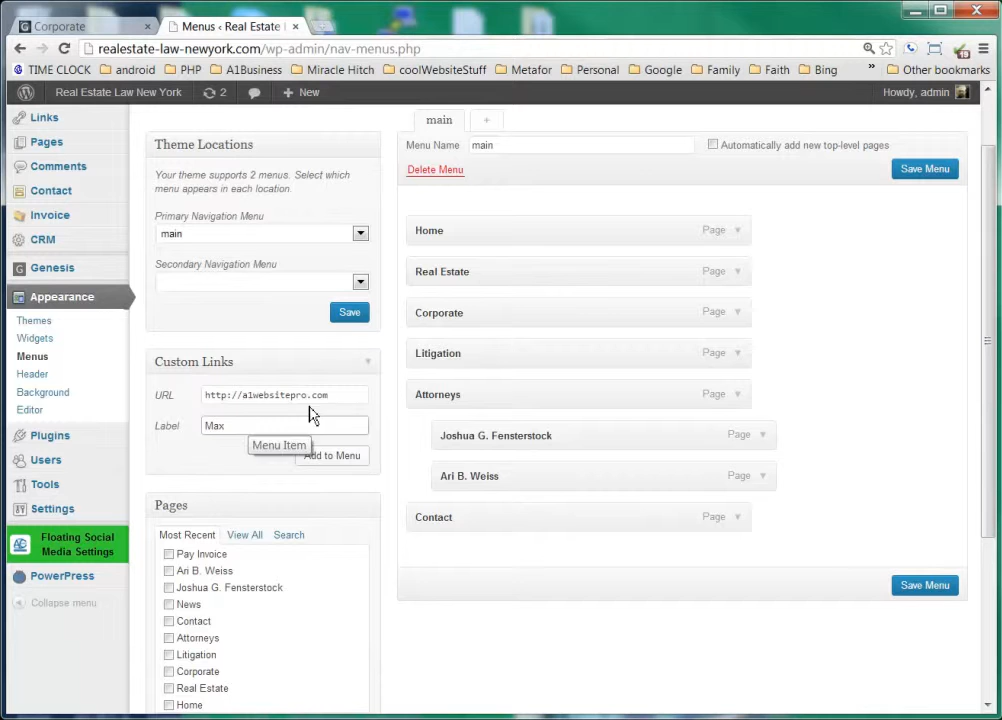 Corporate
Menus ‹ Real Estate
realestate-law-newyork.com/wp-admin/nav-menus.php
TIME CLOCK android PHP A1Business Miracle Hitch coolWebsiteStuff Metafor Personal Google Family Faith Bing » Other bookmarks
Real Estate Law New York 2 + New Howdy, admin
Links
Pages
Comments
Contact
Invoice
CRM
Genesis
Appearance
Themes
Widgets
Menus
Header
Background
Editor
Plugins
Users
Tools
Settings
Floating Social
Media Settings
PowerPress
Collapse menu
Theme Locations
Your theme supports 2 menus. Select which
menu appears in each location.
Primary Navigation Menu
main
Secondary Navigation Menu
Save
Custom Links
URL http://a1websitepro.com
Label Max
Menu Item
Add to Menu
Pages
Most Recent View All Search
Pay Invoice
Ari B. Weiss
Joshua G. Fensterstock
News
Contact
Attorneys
Litigation
Corporate
Real Estate
Home
main +
Menu Name main Automatically add new top-level pages
Delete Menu Save Menu
Home Page
Real Estate Page
Corporate Page
Litigation Page
Attorneys Page
Joshua G. Fensterstock Page
Ari B. Weiss Page
Contact Page
Save Menu